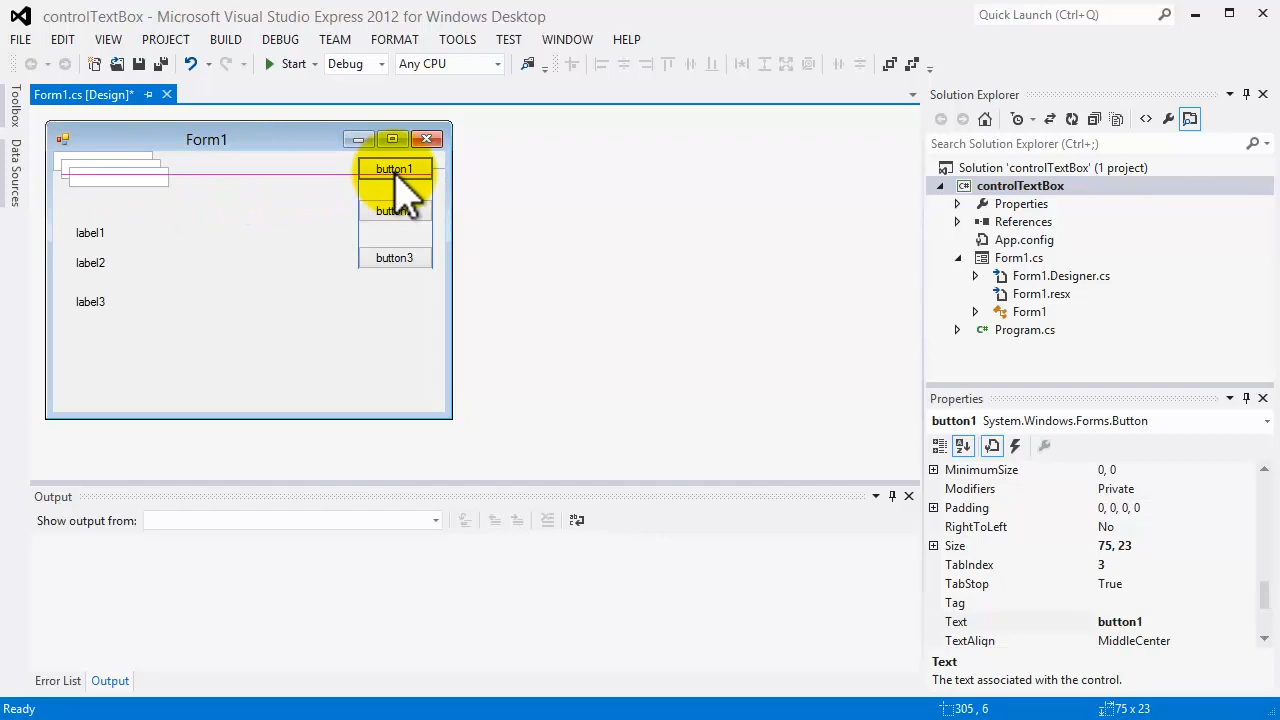 controlTextBox - Microsoft Visual Studio Express 2012 for Windows Desktop
Quick Launch (Ctrl+Q)
FILE EDIT VIEW PROJECT BUILD DEBUG TEAM FORMAT TOOLS TEST WINDOW HELP
Start Debug Any CPU
Toolbox
Data Sources
Form1.cs [Design]*
Form1
button1
button3
label1
label2
label3
Output
Show output from:
Error List Output
Solution Explorer
Search Solution Explorer (Ctrl+;)
Solution 'controlTextBox' (1 project)
controlTextBox
Properties
References
App.config
Form1.cs
Form1.Designer.cs
Form1.resx
Form1
Program.cs
Properties
button1 System.Windows.Forms.Button
MinimumSize 0, 0
Modifiers Private
Padding 0, 0, 0, 0
RightToLeft No
Size 75, 23
TabIndex 3
TabStop True
Tag
Text button1
TextAlign MiddleCenter
Text
The text associated with the control.
Ready
305 , 6
75 x 23